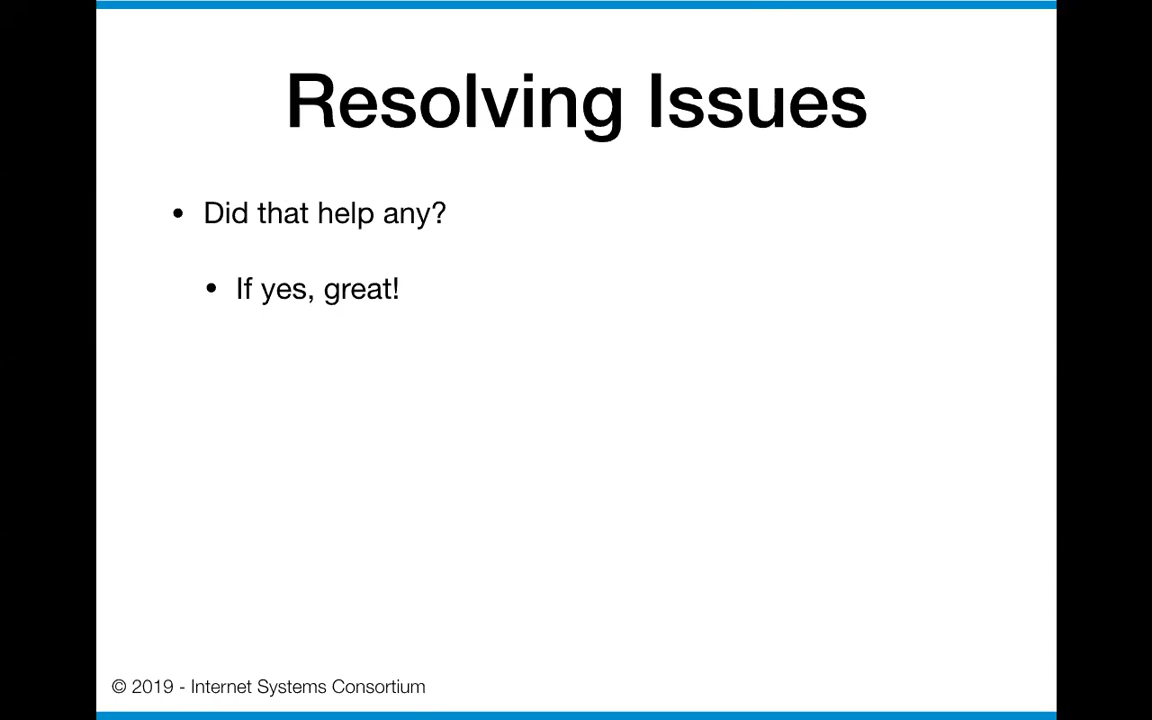 Resolving Issues
• Did that help any?
• If yes, great!
© 2019 - Internet Systems Consortium